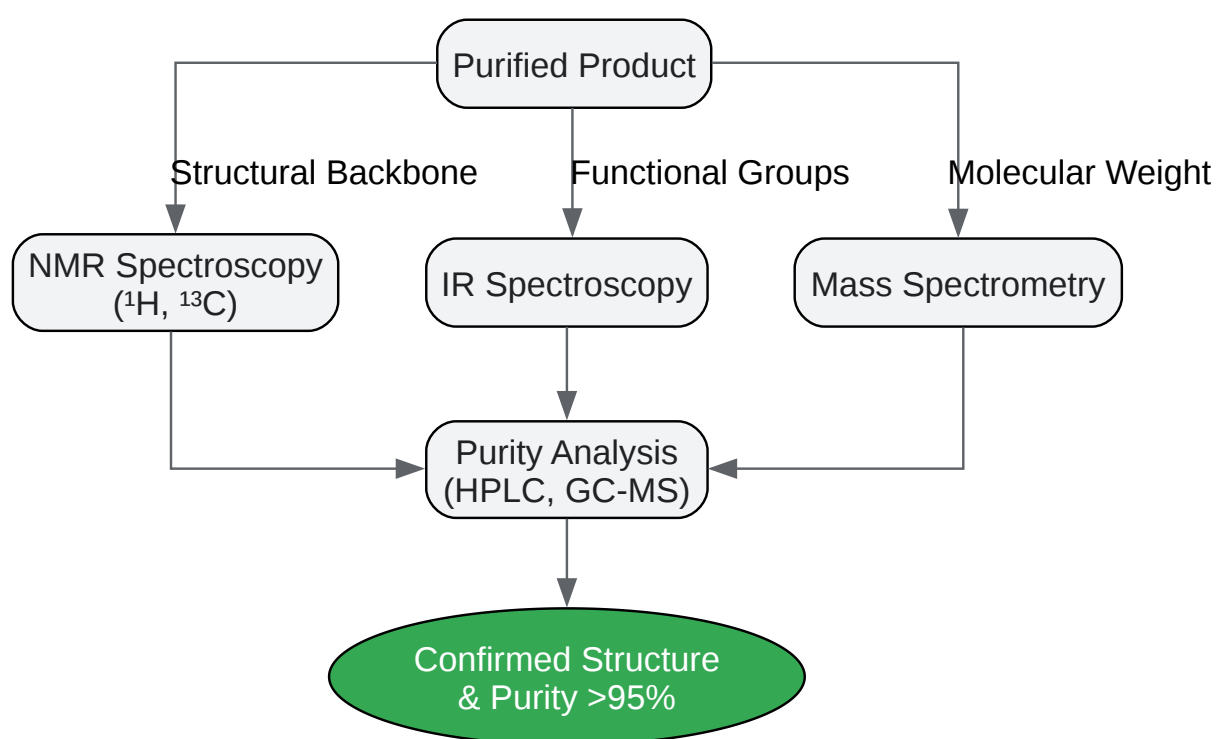 Purified Product
Structural Backbone
Functional Groups
Molecular Weight
NMR Spectroscopy
(¹H, ¹³C)
IR Spectroscopy
Mass Spectrometry
Purity Analysis
(HPLC, GC-MS)
Confirmed Structure
& Purity >95%